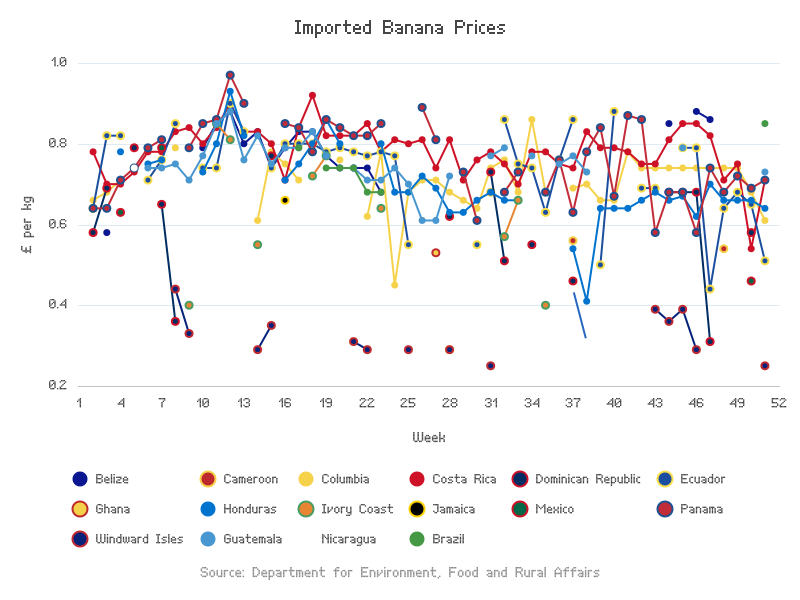 Imported Banana Prices
1.0
0.8
0.6
0.4
0.2
£ per kg
1 4 7 10 13 16 19 22 25 28 31 34 37 40 43 46 49 52
Week
Belize Cameroon Columbia Costa Rica Dominican Republic Ecuador
Ghana Honduras Ivory Coast Jamaica Mexico Panama
Windward Isles Guatemala Nicaragua Brazil
Source: Department for Environment, Food and Rural Affairs